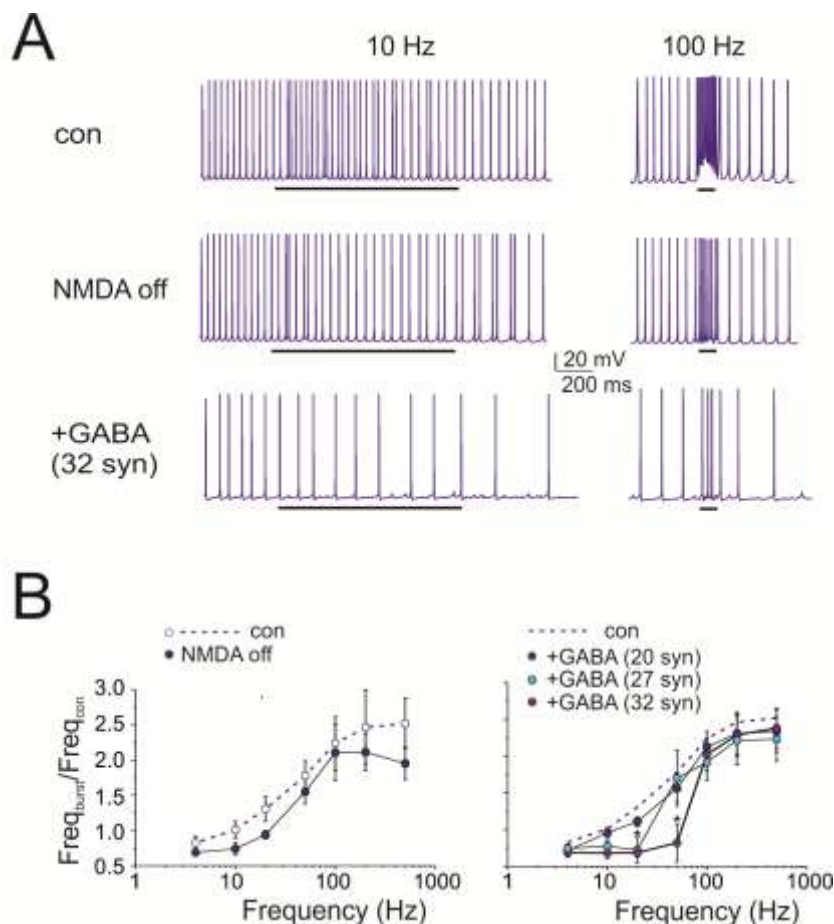 A
10 Hz 100 Hz
con
NMDA off
20 mV
200 ms
+GABA
(32 syn)
B
con
NMDA off
con
+GABA (20 syn)
+GABA (27 syn)
+GABA (32 syn)
3.0
2.5
2.0
1.5
1.0
0.5
Freq_burst/Freq_con
1 10 100 1000
1 10 100 1000
Frequency (Hz) Frequency (Hz)